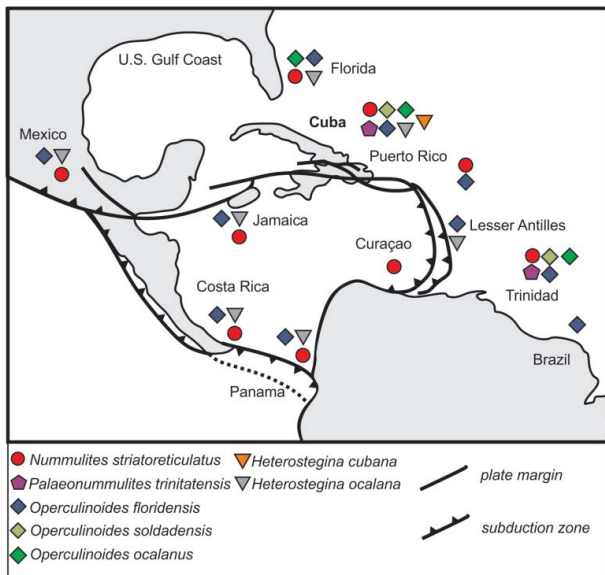 U.S. Gulf Coast
Florida
Cuba
Mexico
Puerto Rico
Lesser Antilles
Jamaica
Curaçao
Costa Rica
Trinidad
Brazil
Panama
Nummulites striatoreticulatus
Heterostegina cubana
Palaeonummulites trinitatensis
Heterostegina ocalana
plate margin
Operculinoides floridensis
Operculinoides soldadensis
subduction zone
Operculinoides ocalanus